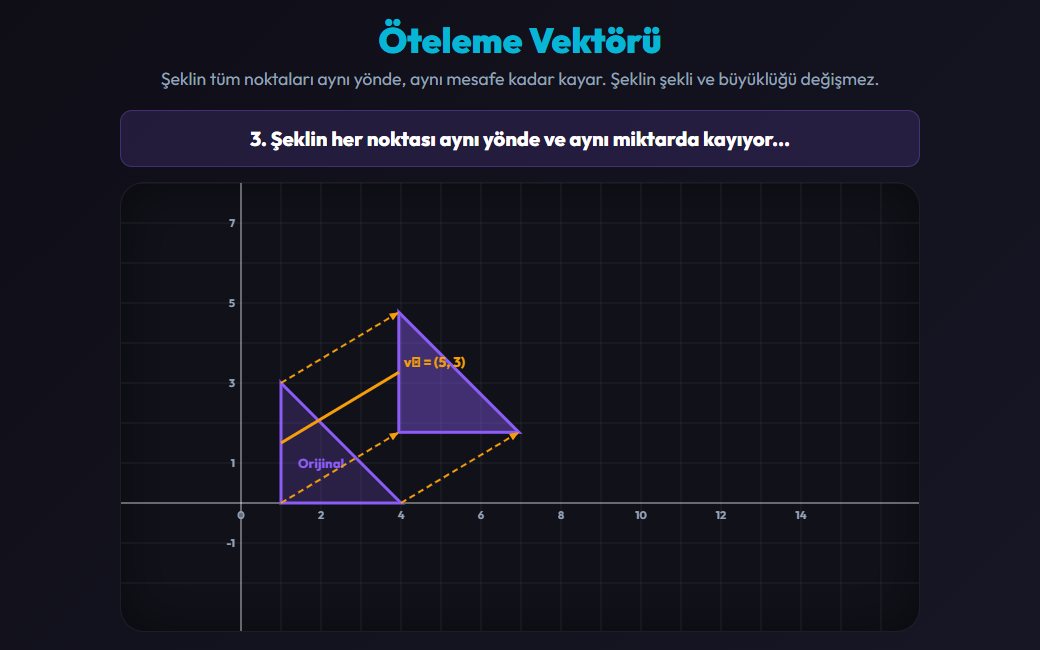 Öteleme Vektörü
Şeklin tüm noktaları aynı yönde, aynı mesafe kadar kayar. Şeklin şekli ve büyüklüğü değişmez.
3. Şeklin her noktası aynı yönde ve aynı miktarda kayıyor...
7
5
v⃗ = (5, 3)
3
Orijinal
1
0 2 4 6 8 10 12 14
-1